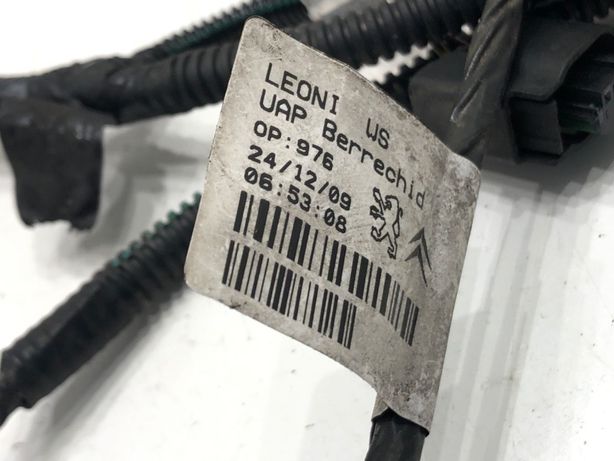 LEONI WS
UAP Berrechid
OP:976
24/12/09
06:53:08